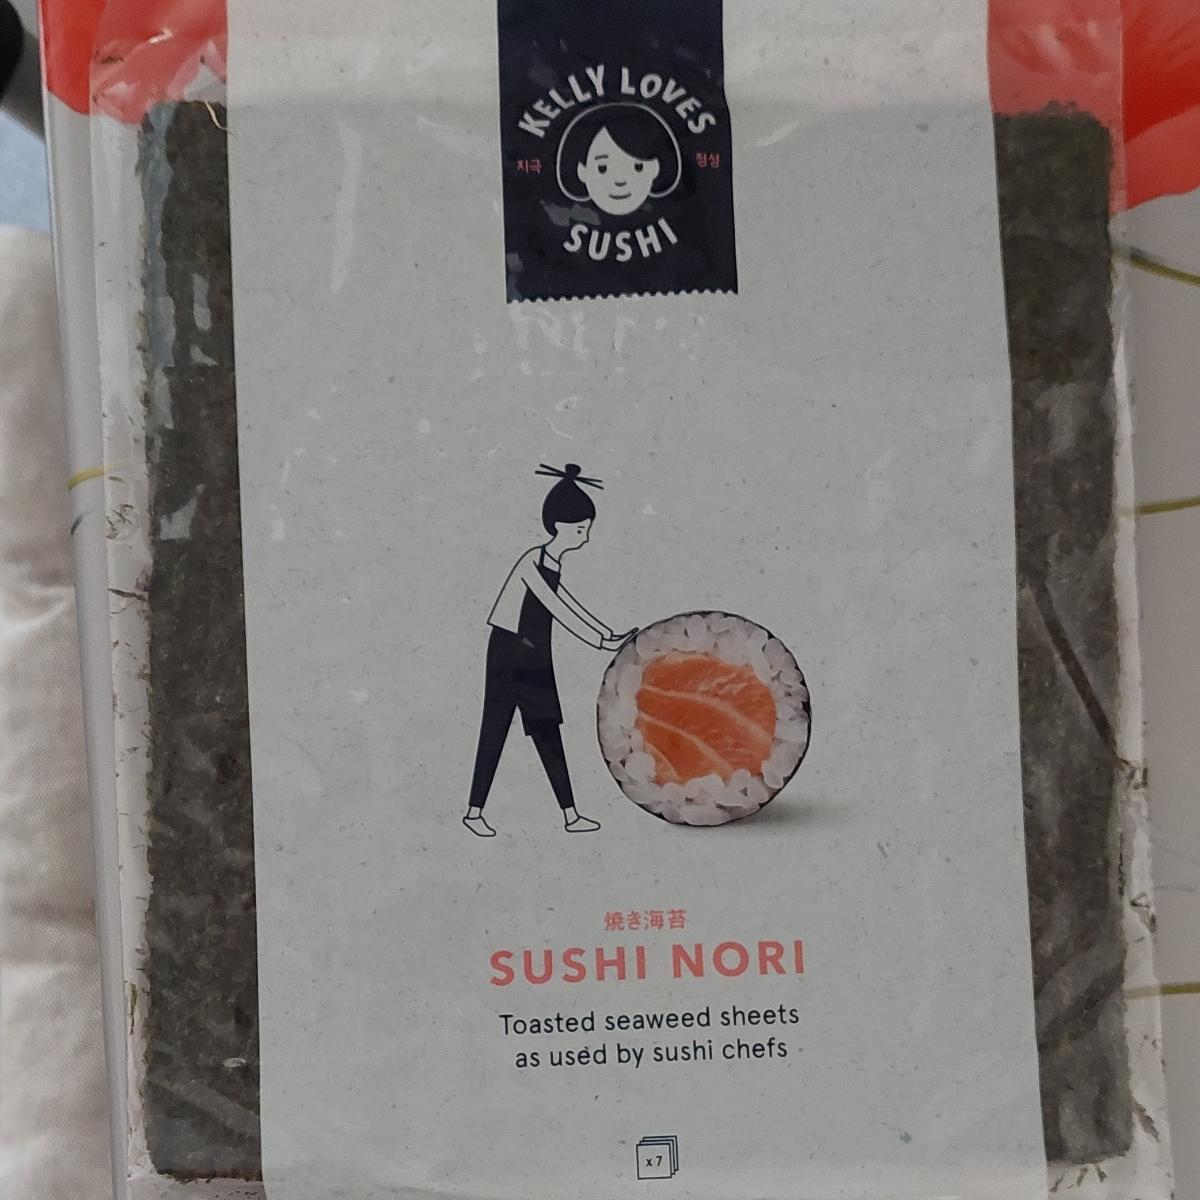 KELLY LOVES
지극 정성
SUSHI
焼き海苔
SUSHI NORI
Toasted seaweed sheets
as used by sushi chefs
x7